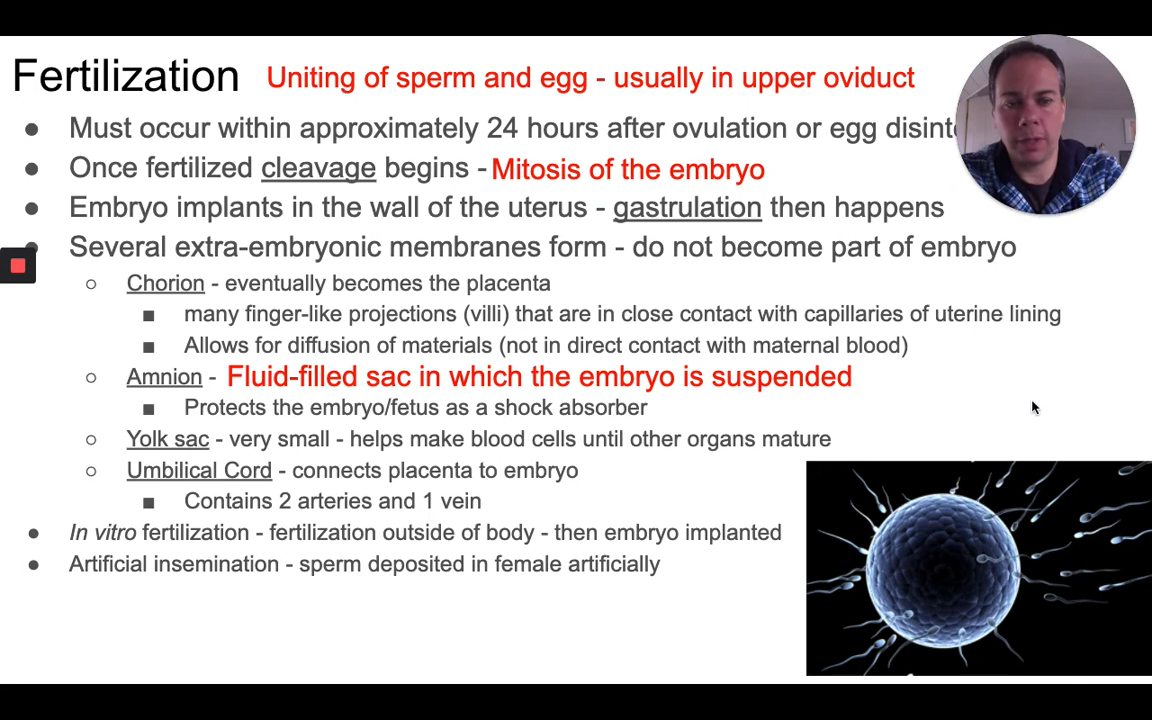 Fertilization Uniting of sperm and egg - usually in upper oviduct
● Must occur within approximately 24 hours after ovulation or egg
● Once fertilized cleavage begins - Mitosis of the embryo
● Embryo implants in the wall of the uterus - gastrulation then happens
● Several extra-embryonic membranes form - do not become part of embryo
○ Chorion - eventually becomes the placenta
■ many finger-like projections (villi) that are in close contact with capillaries of uterine lining
■ Allows for diffusion of materials (not in direct contact with maternal blood)
○ Amnion - Fluid-filled sac in which the embryo is suspended
■ Protects the embryo/fetus as a shock absorber
○ Yolk sac - very small - helps make blood cells until other organs mature
○ Umbilical Cord - connects placenta to embryo
■ Contains 2 arteries and 1 vein
● In vitro fertilization - fertilization outside of body - then embryo implanted
● Artificial insemination - sperm deposited in female artificially